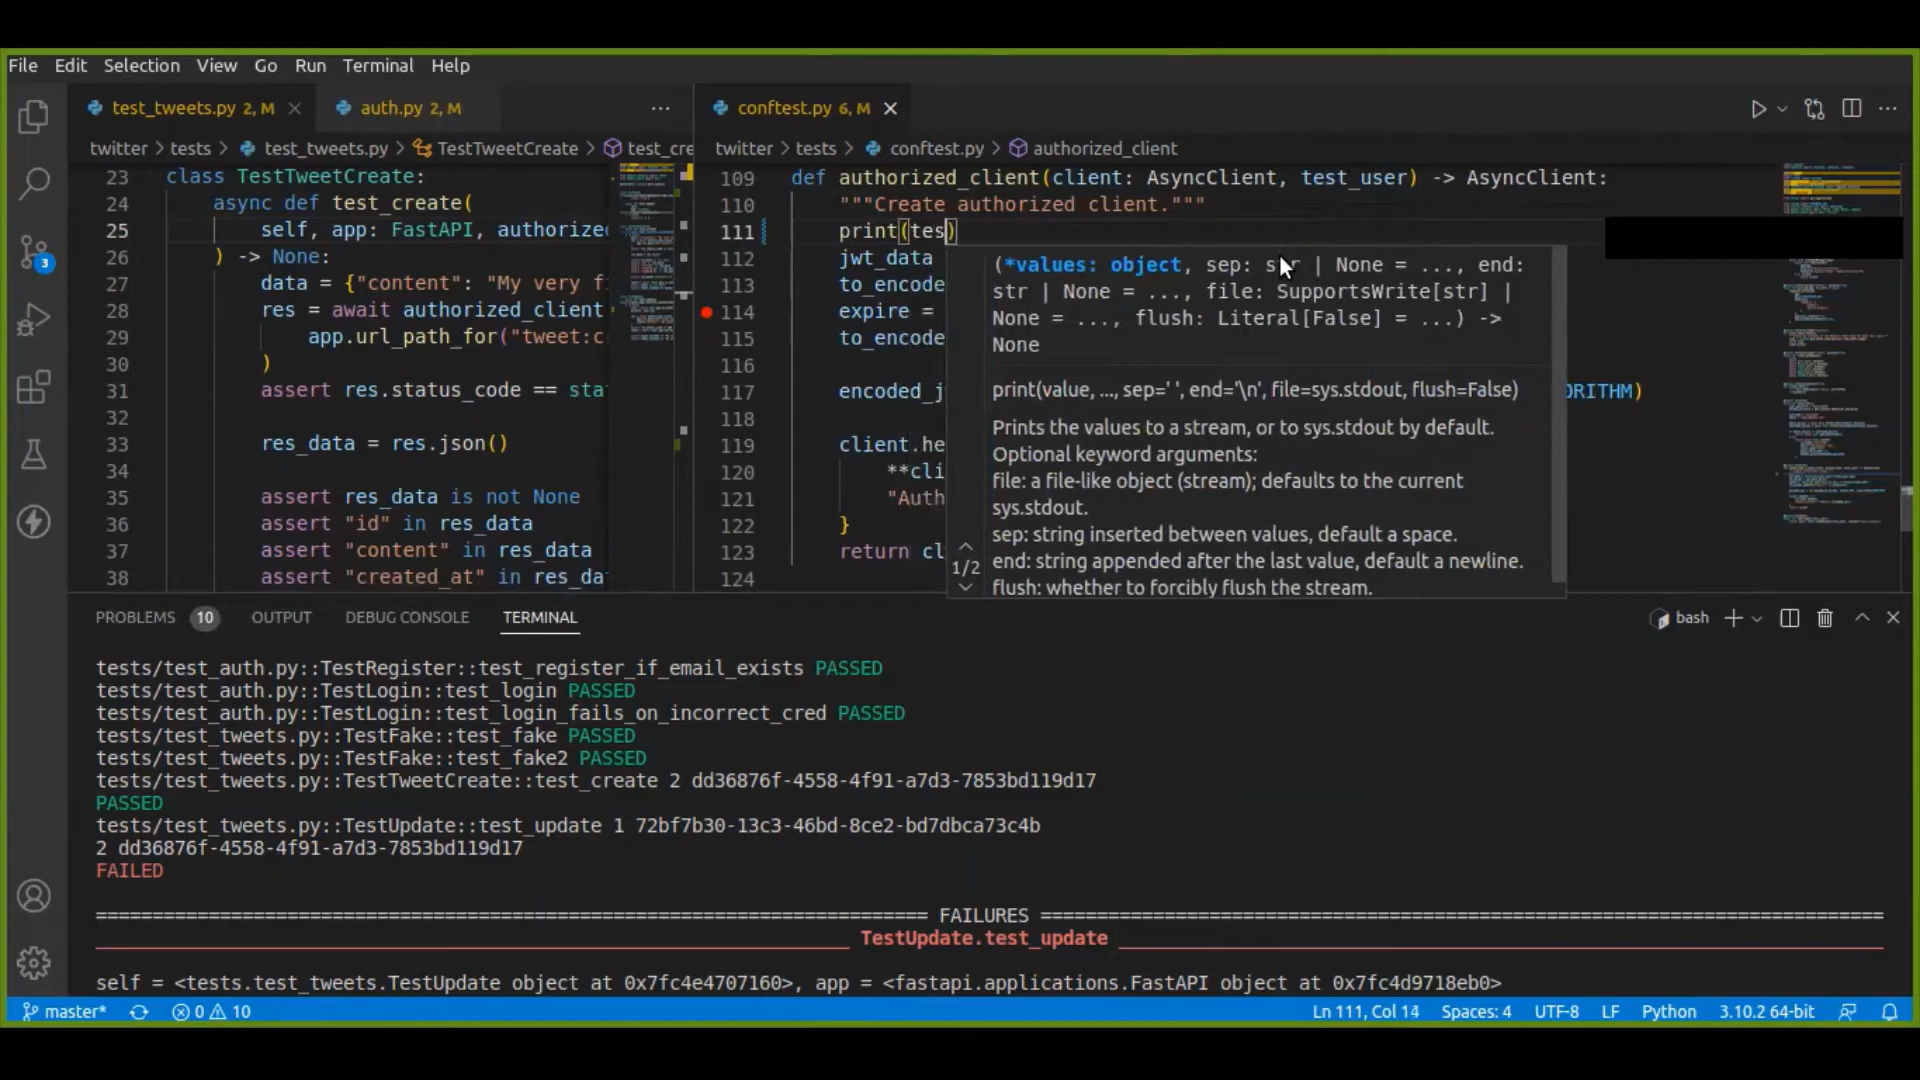 File Edit Selection View Go Run Terminal Help
test_tweets.py 2, M
auth.py 2, M
conftest.py 6, M
twitter > tests > test_tweets.py > TestTweetCreate > test_cre
twitter > tests > conftest.py > authorized_client
23 class TestTweetCreate:
24 async def test_create(
25 self, app: FastAPI, authorized
26 ) -> None:
27 data = {"content": "My very fi
28 res = await authorized_client
29 app.url_path_for("tweet:c
30 )
31 assert res.status_code == sta
32
33 res_data = res.json()
34
35 assert res_data is not None
36 assert "id" in res_data
37 assert "content" in res_data
38 assert "created_at" in res_da
109 def authorized_client(client: AsyncClient, test_user) -> AsyncClient:
110 """Create authorized client."""
111 print(tes)
112 jwt_data
113 to_encode
114 expire =
115 to_encode
116
117 encoded_j ORITHM)
118
119 client.he
120 **cli
121 "Auth
122 }
123 return cl
124
(*values: object, sep: str | None = ..., end:
str | None = ..., file: SupportsWrite[str] |
None = ..., flush: Literal[False] = ...) ->
None
print(value, ..., sep=' ', end='\n', file=sys.stdout, flush=False)
Prints the values to a stream, or to sys.stdout by default.
Optional keyword arguments:
file: a file-like object (stream); defaults to the current
sys.stdout.
sep: string inserted between values, default a space.
end: string appended after the last value, default a newline.
flush: whether to forcibly flush the stream.
1/2
3
PROBLEMS 10 OUTPUT DEBUG CONSOLE TERMINAL
bash
tests/test_auth.py::TestRegister::test_register_if_email_exists PASSED
tests/test_auth.py::TestLogin::test_login PASSED
tests/test_auth.py::TestLogin::test_login_fails_on_incorrect_cred PASSED
tests/test_tweets.py::TestFake::test_fake PASSED
tests/test_tweets.py::TestFake::test_fake2 PASSED
tests/test_tweets.py::TestTweetCreate::test_create 2 dd36876f-4558-4f91-a7d3-7853bd119d17
PASSED
tests/test_tweets.py::TestUpdate::test_update 1 72bf7b30-13c3-46bd-8ce2-bd7dbca73c4b
2 dd36876f-4558-4f91-a7d3-7853bd119d17
FAILED
FAILURES
TestUpdate.test_update
self = <tests.test_tweets.TestUpdate object at 0x7fc4e4707160>, app = <fastapi.applications.FastAPI object at 0x7fc4d9718eb0>
master* 0 10 Ln 111, Col 14 Spaces: 4 UTF-8 LF Python 3.10.2 64-bit